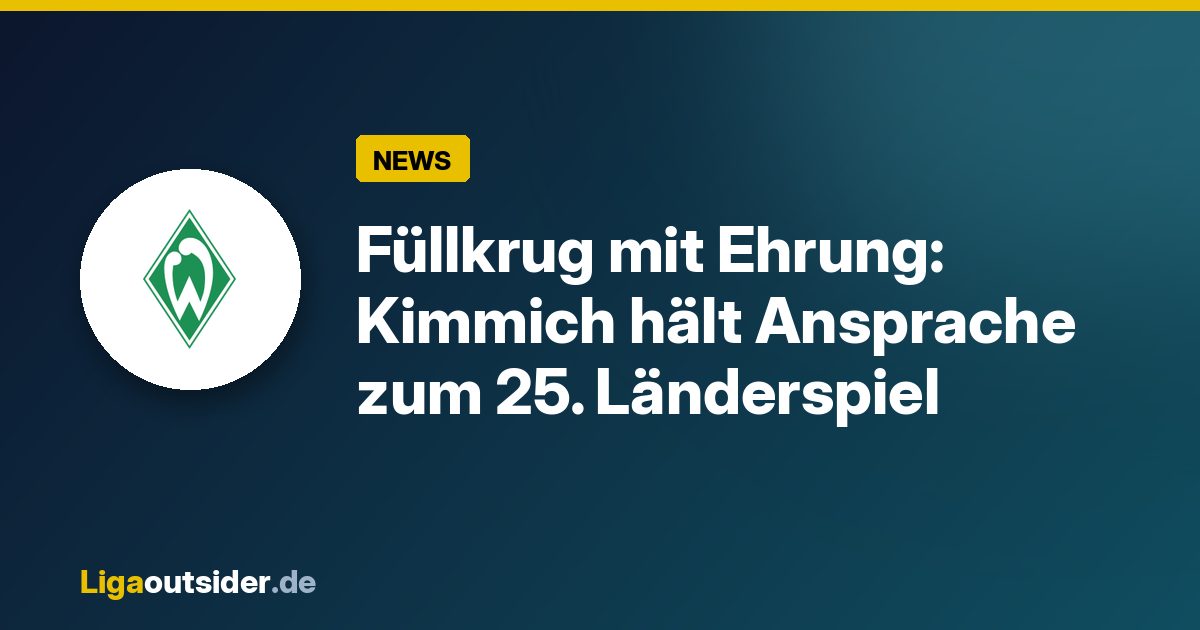 NEWS
Füllkrug mit Ehrung:
Kimmich hält Ansprache
zum 25. Länderspiel
Ligaoutsider.de